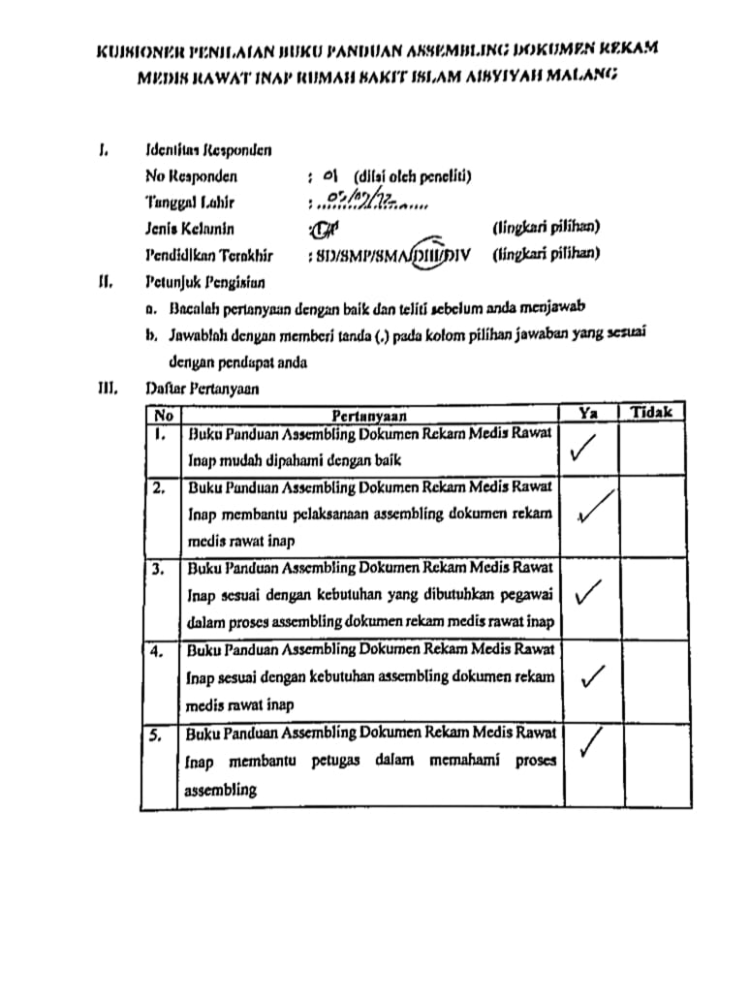 KUISIONER PENILAIAN BUKU PANDUAN ASSEMBLING DOKUMEN REKAM
MEDIS RAWAT INAP RUMAH SAKIT ISLAM AISYIYAH MALANG
I. Identitas Responden
No Responden : 01 (diisi oleh peneliti)
Tanggal Lahir :
Jenis Kelamin : (lingkari pilihan)
Pendidikan Terakhir : SD/SMP/SMA/DIII/DIV (lingkari pilihan)
II. Petunjuk Pengisian
a. Bacalah pertanyaan dengan baik dan teliti sebelum anda menjawab
b. Jawablah dengan memberi tanda (.) pada kolom pilihan jawaban yang sesuai
dengan pendapat anda
III. Daftar Pertanyaan
No Pertanyaan Ya Tidak
1. Buku Panduan Assembling Dokumen Rekam Medis Rawat
Inap mudah dipahami dengan baik ✓
2. Buku Panduan Assembling Dokumen Rekam Medis Rawat
Inap membantu pelaksanaan assembling dokumen rekam ✓
medis rawat inap
3. Buku Panduan Assembling Dokumen Rekam Medis Rawat
Inap sesuai dengan kebutuhan yang dibutuhkan pegawai ✓
dalam proses assembling dokumen rekam medis rawat inap
4. Buku Panduan Assembling Dokumen Rekam Medis Rawat
Inap sesuai dengan kebutuhan assembling dokumen rekam ✓
medis rawat inap
5. Buku Panduan Assembling Dokumen Rekam Medis Rawat ✓
Inap membantu petugas dalam memahami proses
assembling